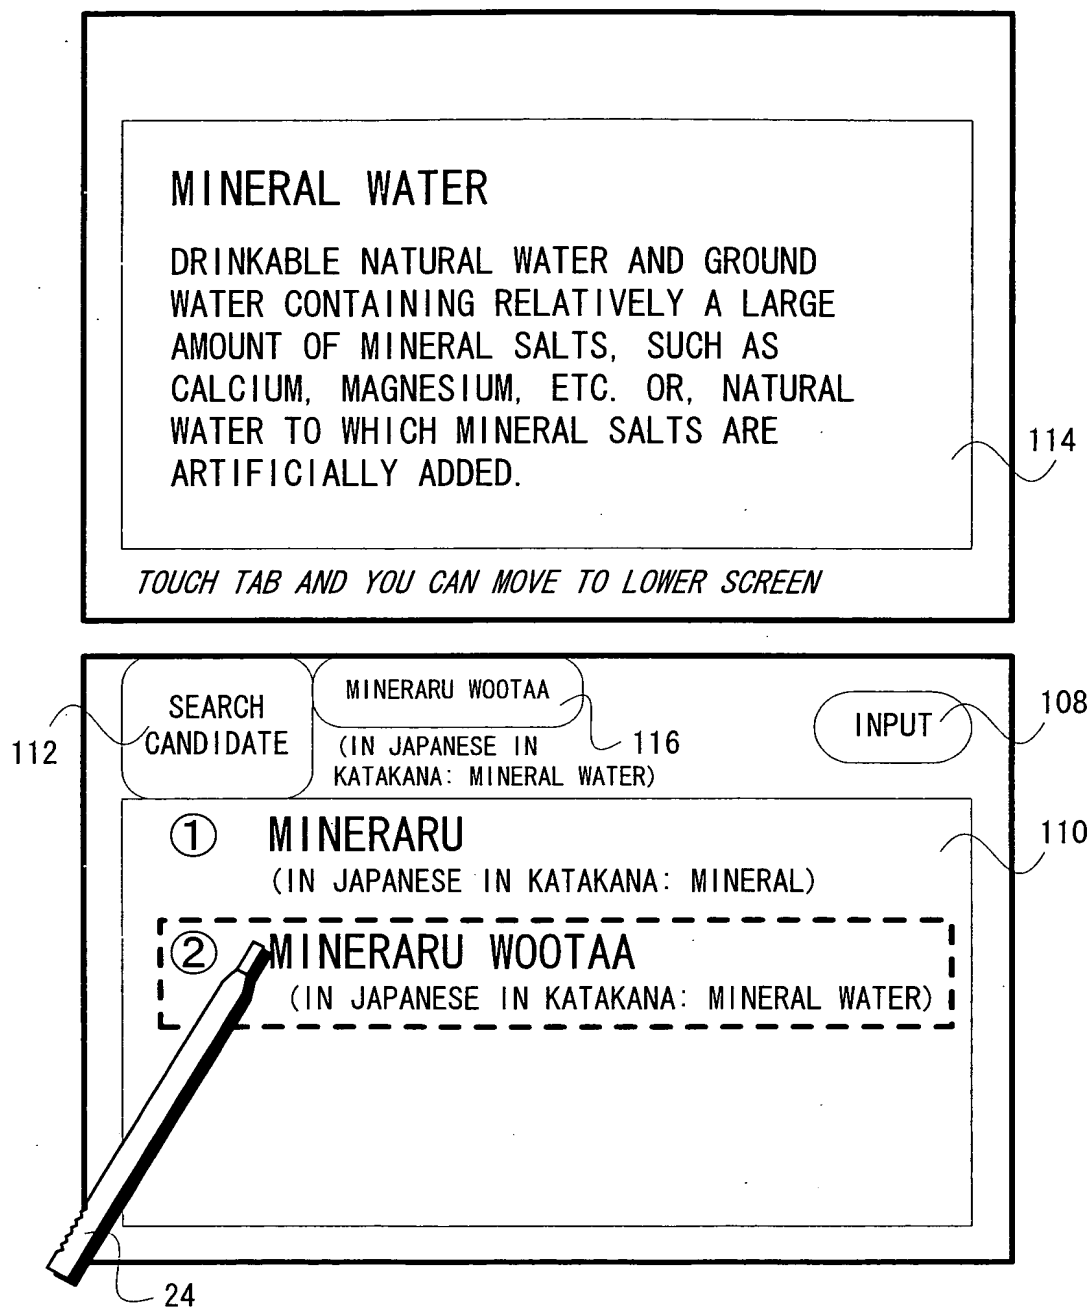 MINERAL WATER
DRINKABLE NATURAL WATER AND GROUND
WATER CONTAINING RELATIVELY A LARGE
AMOUNT OF MINERAL SALTS, SUCH AS
CALCIUM, MAGNESIUM, ETC. OR, NATURAL
WATER TO WHICH MINERAL SALTS ARE
ARTIFICIALLY ADDED.
114
TOUCH TAB AND YOU CAN MOVE TO LOWER SCREEN
SEARCH
CANDIDATE
112
MINERARU WOOTAA
116
(IN JAPANESE IN
KATAKANA: MINERAL WATER)
INPUT
108
110
① MINERARU
(IN JAPANESE IN KATAKANA: MINERAL)
② MINERARU WOOTAA
(IN JAPANESE IN KATAKANA: MINERAL WATER)
24